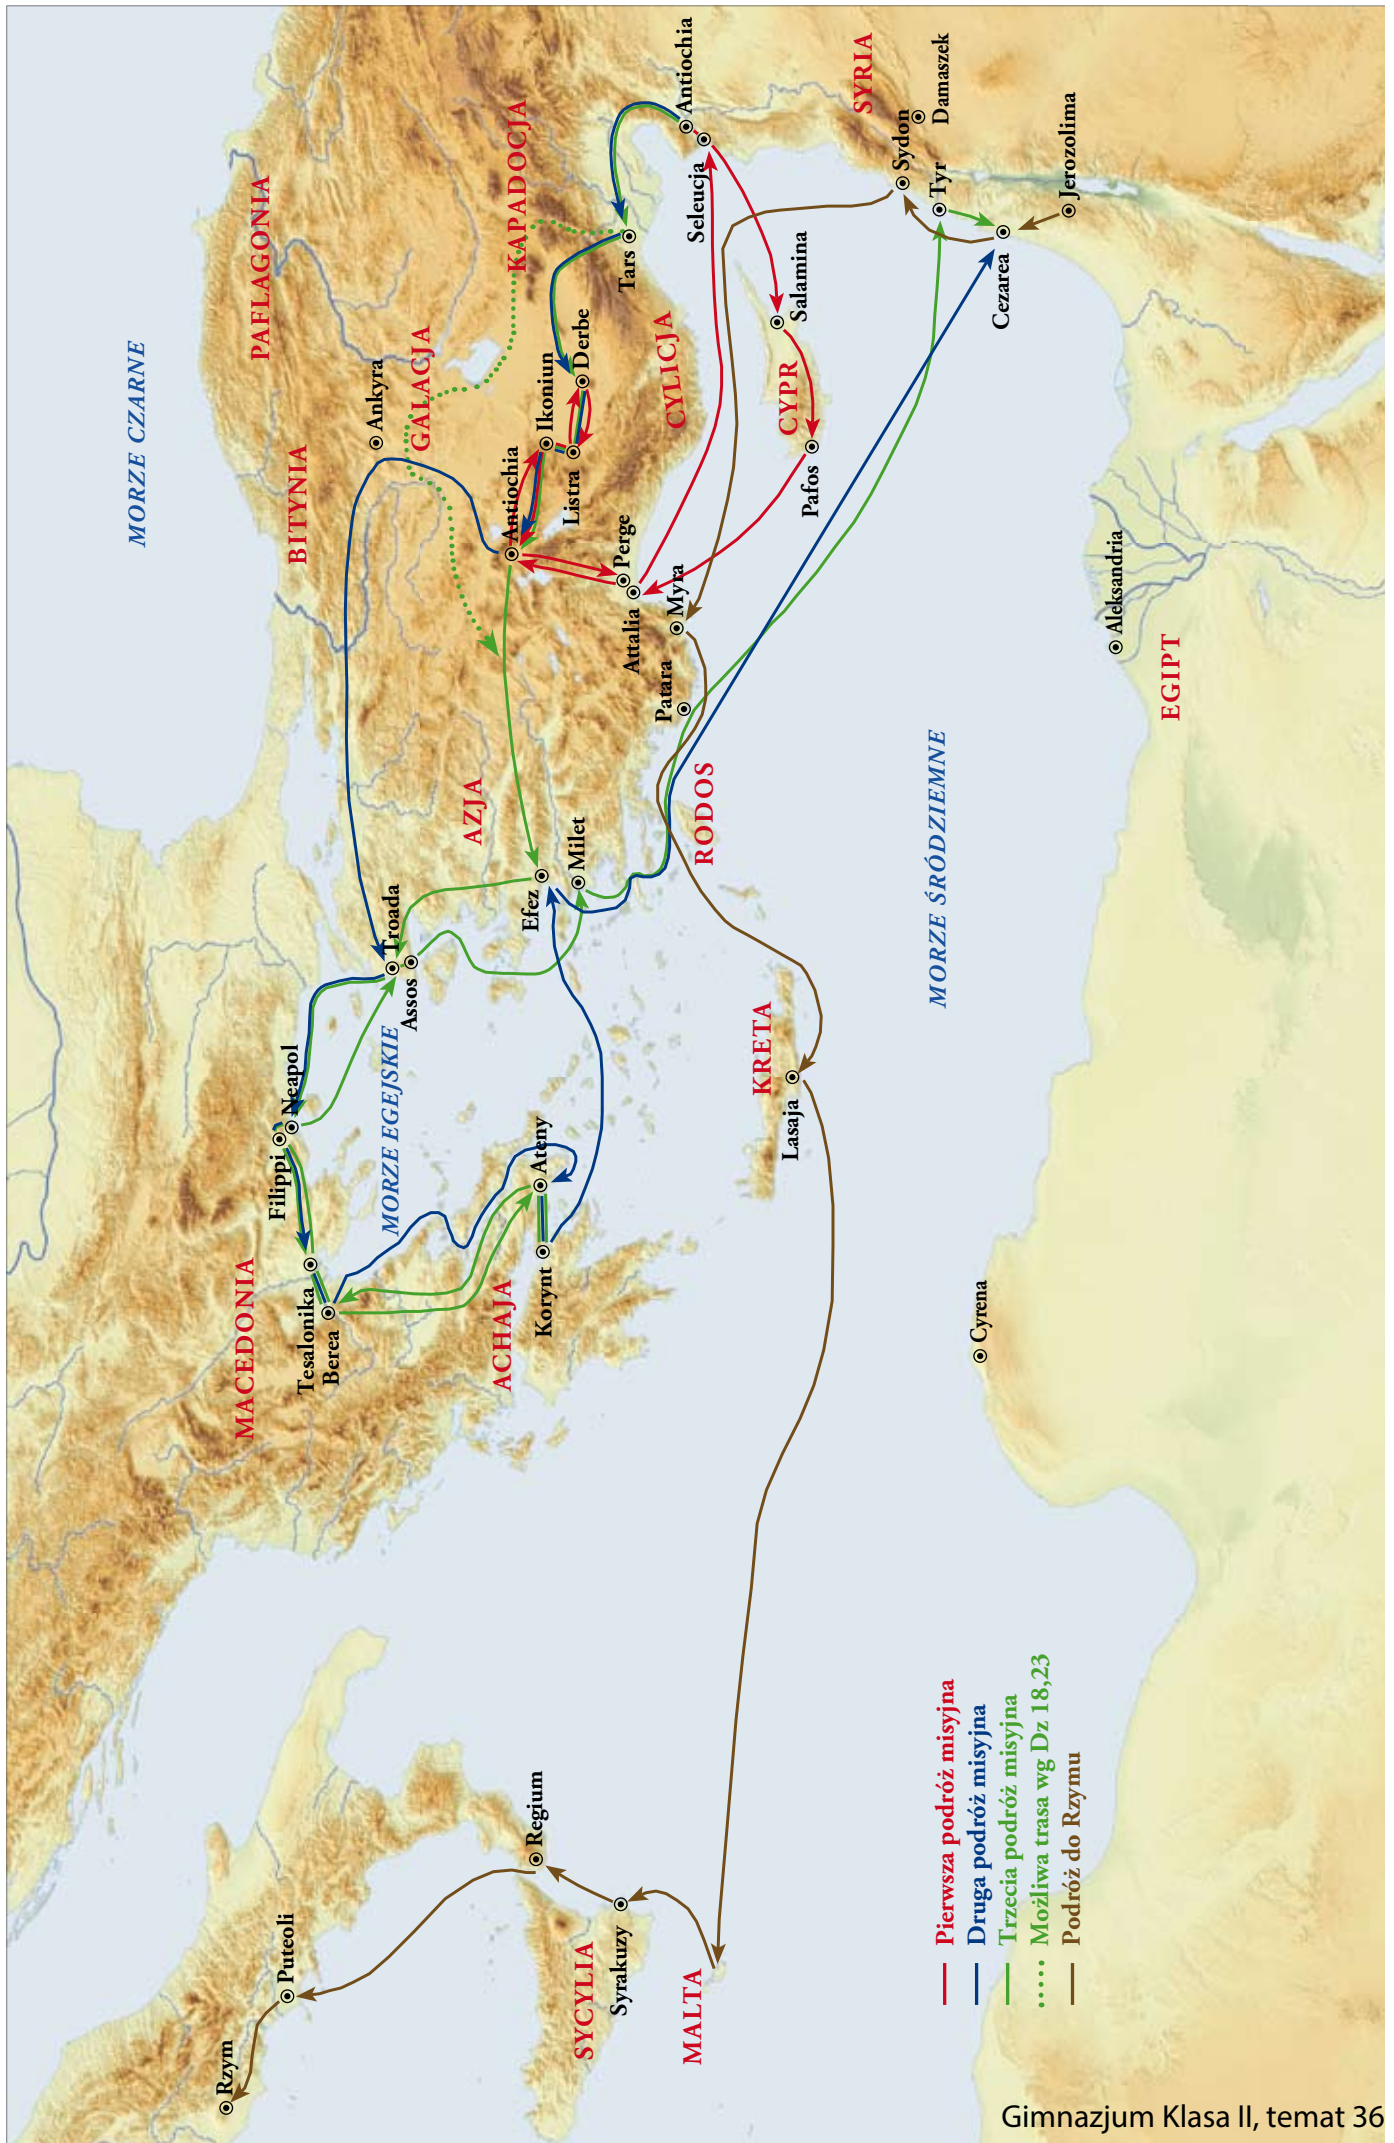 MORZE CZARNE
PAFLAGONIA
BITYNIA
Ankyra
GALACJA
KAPADOCJA
MACEDONIA
Filippi
Neapol
Tesalonika
Berea
MORZE EGEJSKIE
Troada
Assos
AZJA
Antiochia
Ikoniun
Listra
Derbe
Tars
CYLICJA
Antiochia
Seleucja
SYRIA
Damaszek
Sydon
Tyr
Cezarea
Jerozolima
Salamina
CYPR
Pafos
Perge
Attalia
Myra
Patara
RODOS
Efez
Milet
Ateny
Korynt
ACHAJA
KRETA
Lasaja
MORZE ŚRÓDZIEMNE
Aleksandria
EGIPT
Cyrena
Rzym
Puteoli
Regium
SYCYLIA
Syrakuzy
MALTA
Pierwsza podróż misyjna
Druga podróż misyjna
Trzecia podróż misyjna
Możliwa trasa wg Dz 18,23
Podróż do Rzymu
Gimnazjum Klasa II, temat 36